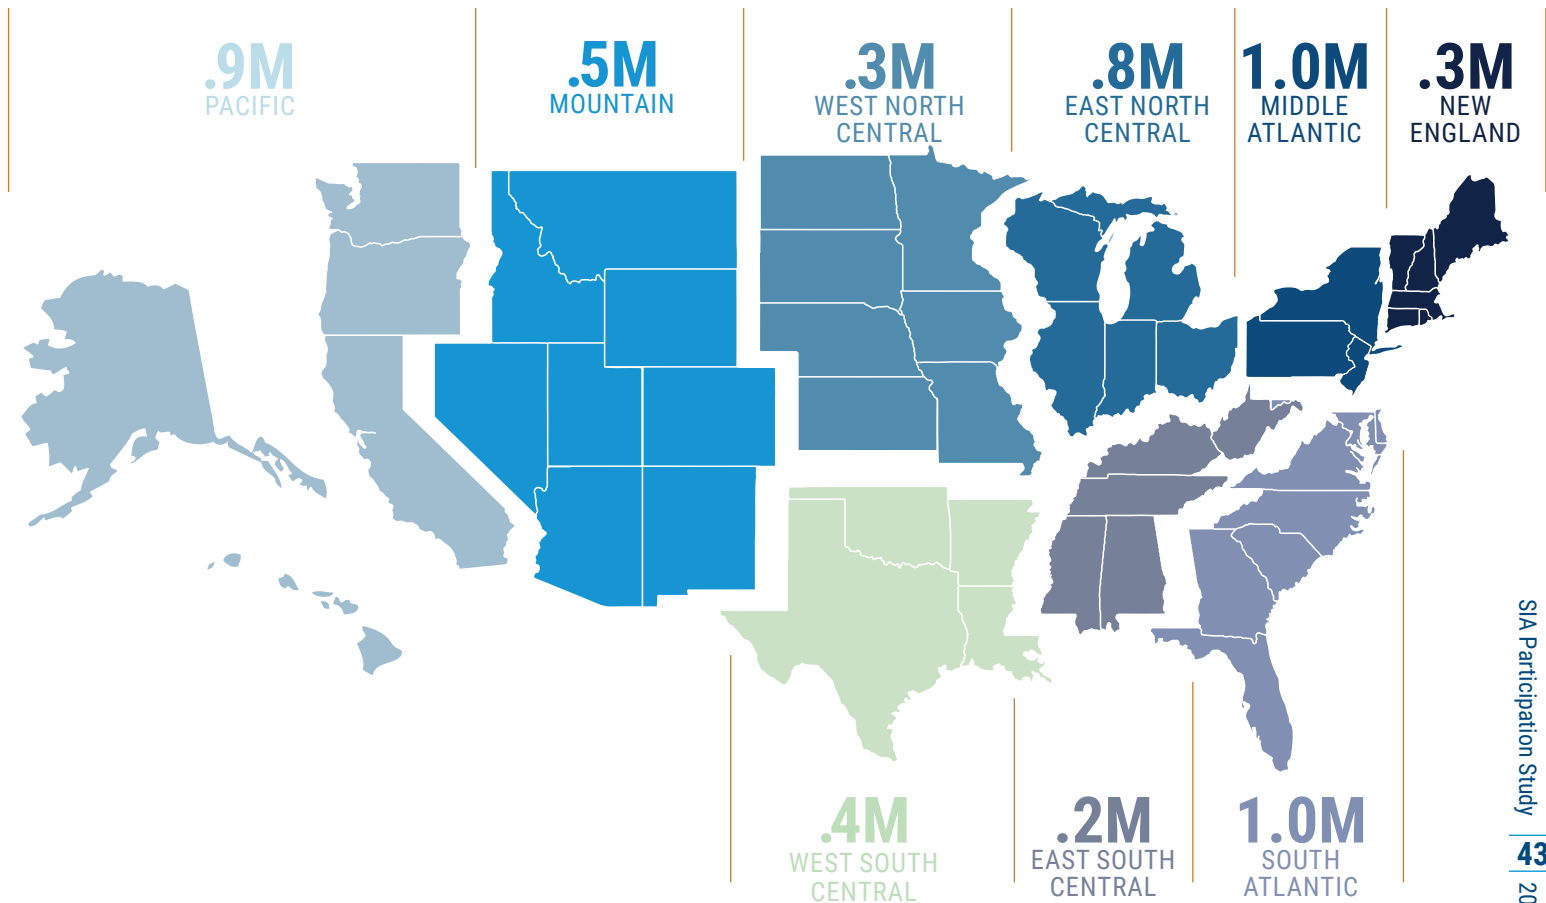 .9M
PACIFIC
.5M
MOUNTAIN
.3M
WEST NORTH
CENTRAL
.8M
EAST NORTH
CENTRAL
1.0M
MIDDLE
ATLANTIC
.3M
NEW
ENGLAND
.4M
WEST SOUTH
CENTRAL
.2M
EAST SOUTH
CENTRAL
1.0M
SOUTH
ATLANTIC
SIA Participation Study
43